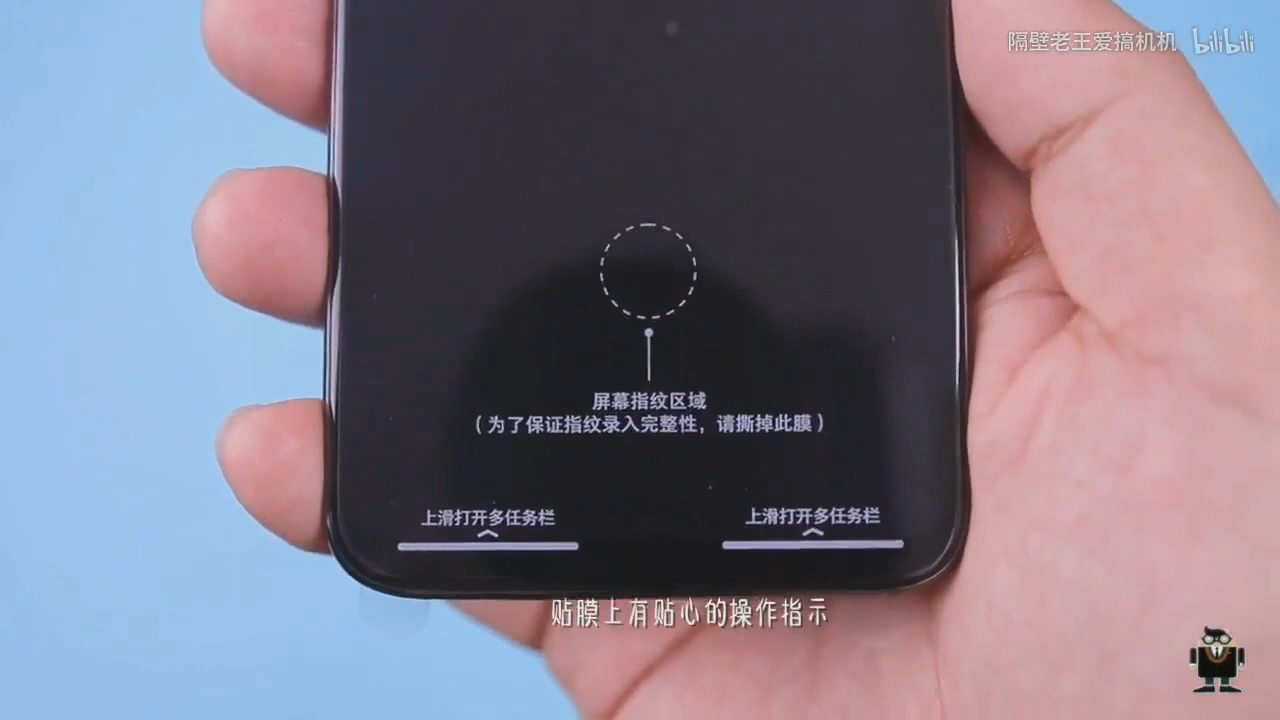 隔壁老王爱搞机机 bilibili
屏幕指纹区域
（为了保证指纹录入完整性，请撕掉此膜）
上滑打开多任务栏
上滑打开多任务栏
贴膜上有贴心的操作指示